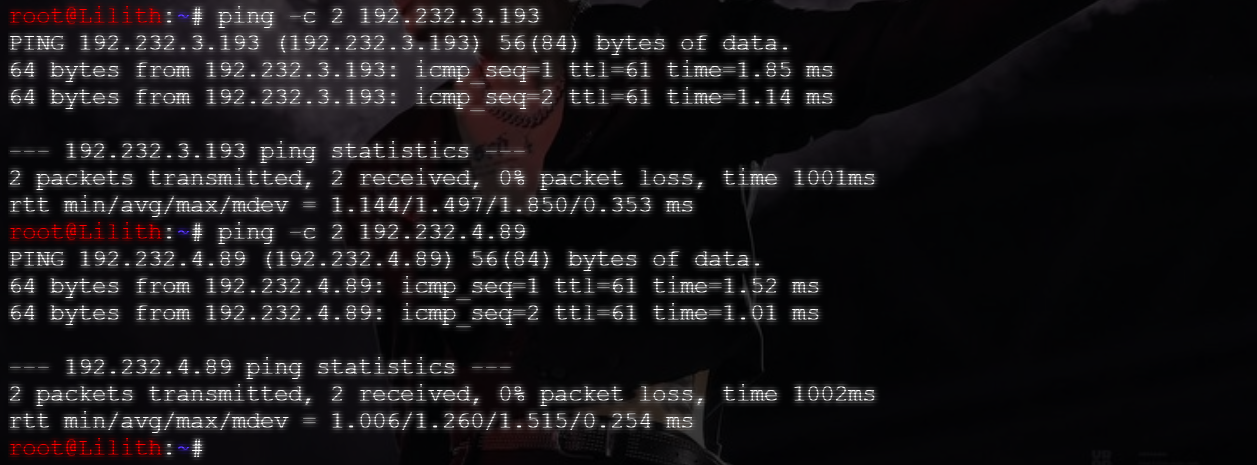 root@Lilith:~# ping -c 2 192.232.3.193
PING 192.232.3.193 (192.232.3.193) 56(84) bytes of data.
64 bytes from 192.232.3.193: icmp_seq=1 ttl=61 time=1.85 ms
64 bytes from 192.232.3.193: icmp_seq=2 ttl=61 time=1.14 ms

--- 192.232.3.193 ping statistics ---
2 packets transmitted, 2 received, 0% packet loss, time 1001ms
rtt min/avg/max/mdev = 1.144/1.497/1.850/0.353 ms
root@Lilith:~# ping -c 2 192.232.4.89
PING 192.232.4.89 (192.232.4.89) 56(84) bytes of data.
64 bytes from 192.232.4.89: icmp_seq=1 ttl=61 time=1.52 ms
64 bytes from 192.232.4.89: icmp_seq=2 ttl=61 time=1.01 ms

--- 192.232.4.89 ping statistics ---
2 packets transmitted, 2 received, 0% packet loss, time 1002ms
rtt min/avg/max/mdev = 1.006/1.260/1.515/0.254 ms
root@Lilith:~#